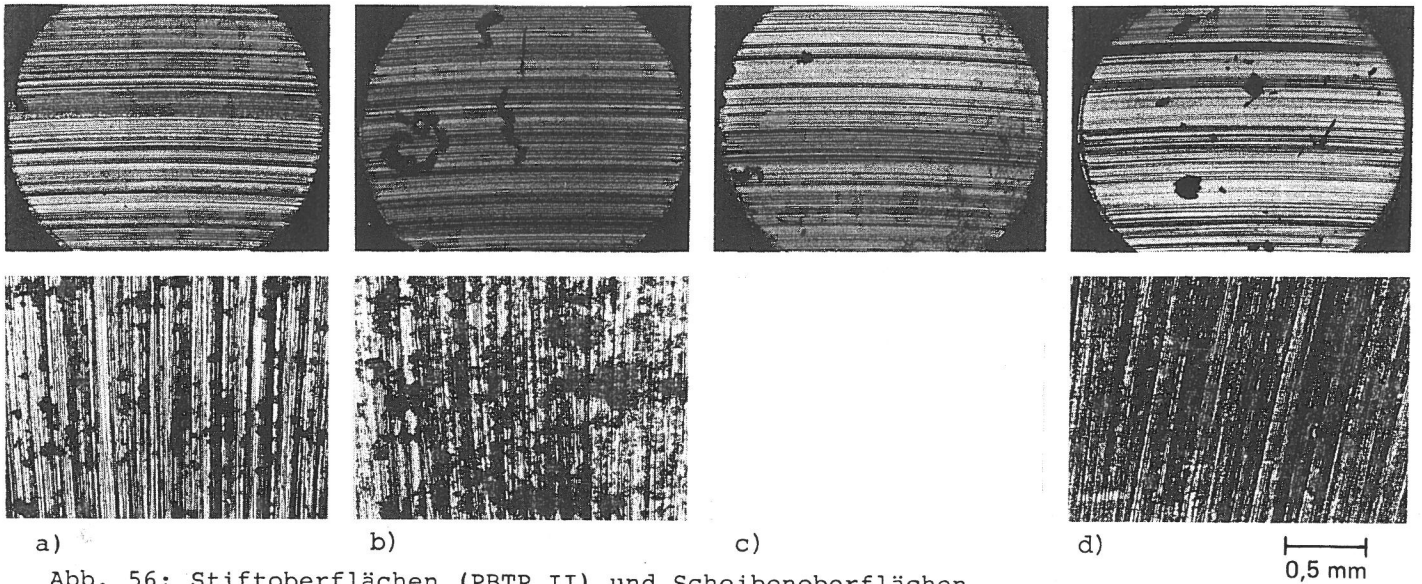 a) b) c) d)
0,5 mm
Abb. 56: Stiftoberflächen (PBTP II) und Scheibenoberflächen